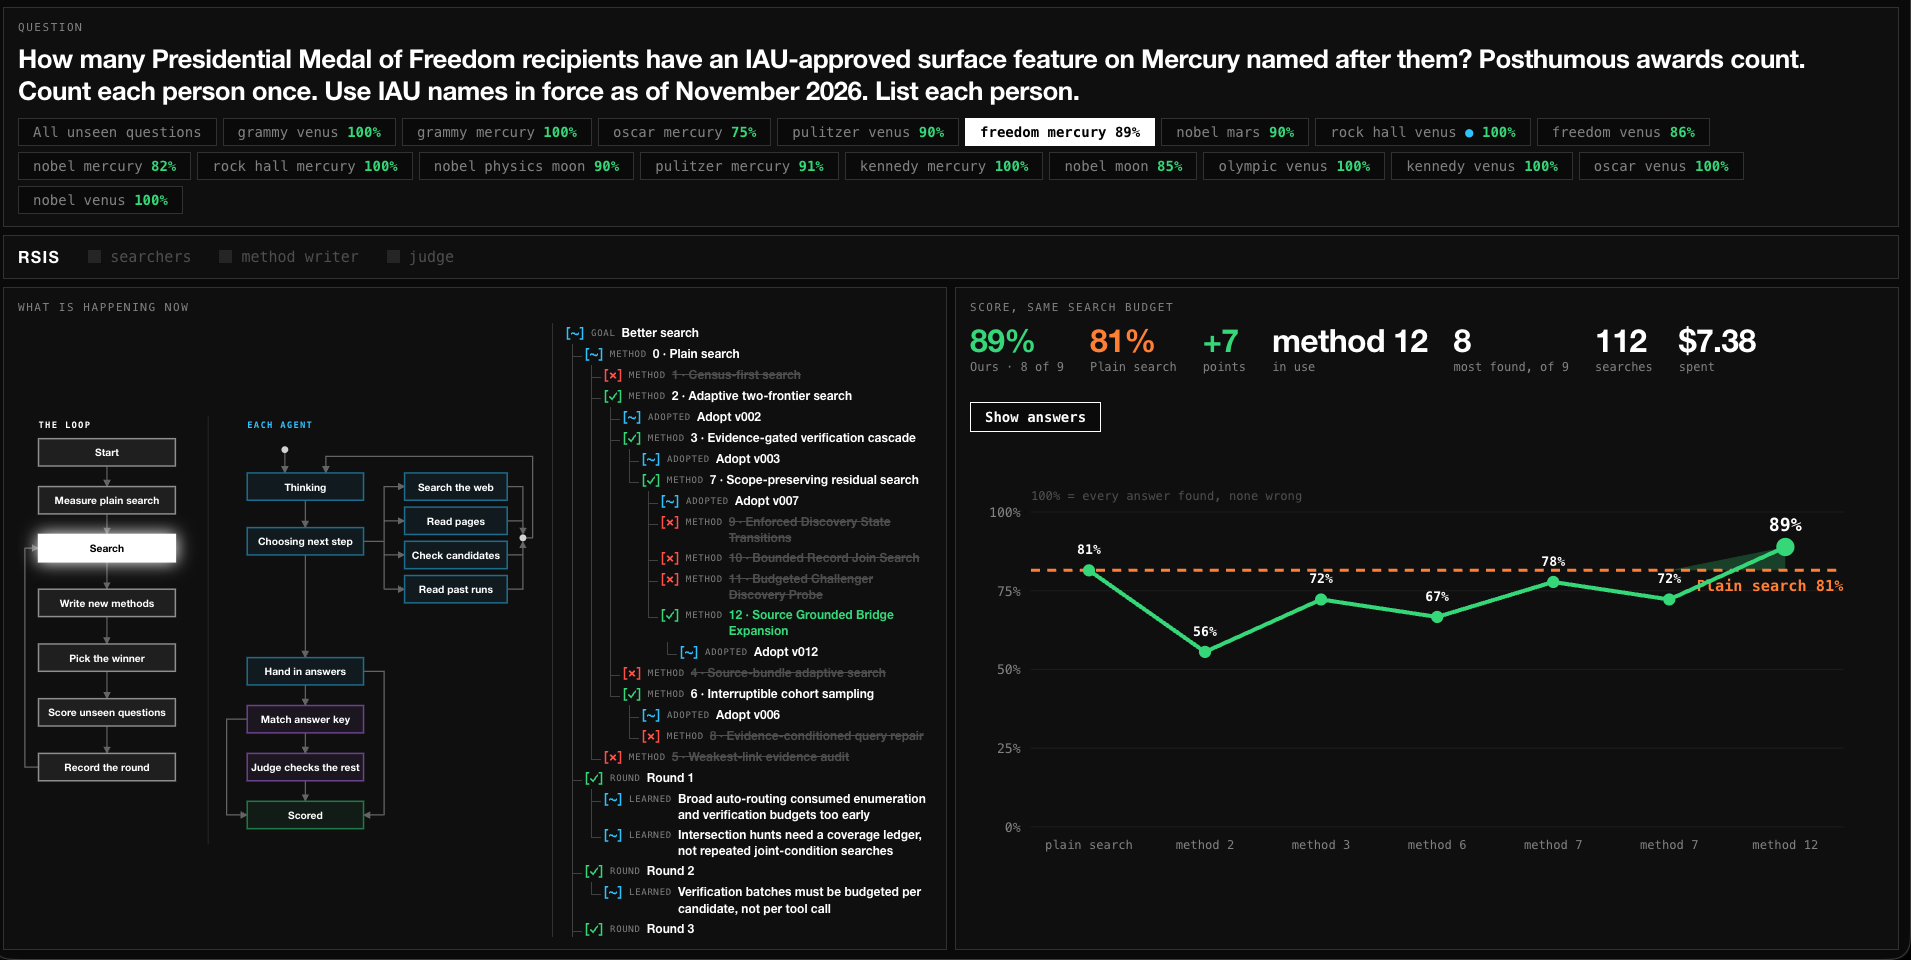 QUESTION
How many Presidential Medal of Freedom recipients have an IAU-approved surface feature on Mercury named after them? Posthumous awards count.
Count each person once. Use IAU names in force as of November 2026. List each person.
All unseen questions
grammy venus 100%
grammy mercury 100%
oscar mercury 75%
pulitzer venus 90%
freedom mercury 89%
nobel mars 90%
rock hall venus ● 100%
freedom venus 86%
nobel mercury 82%
rock hall mercury 100%
nobel physics moon 90%
pulitzer mercury 91%
kennedy mercury 100%
nobel moon 85%
olympic venus 100%
kennedy venus 100%
oscar venus 100%
nobel venus 100%
RSIS
searchers
method writer
judge
WHAT IS HAPPENING NOW
THE LOOP
Start
Measure plain search
Search
Write new methods
Pick the winner
Score unseen questions
Record the round
EACH AGENT
Thinking
Choosing next step
Search the web
Read pages
Check candidates
Read past runs
Hand in answers
Match answer key
Judge checks the rest
Scored
[~] GOAL Better search
[~] METHOD 0 · Plain search
[×] METHOD 1 · Census-first search
[✓] METHOD 2 · Adaptive two-frontier search
[~] ADOPTED Adopt v002
[✓] METHOD 3 · Evidence-gated verification cascade
[~] ADOPTED Adopt v003
[✓] METHOD 7 · Scope-preserving residual search
[~] ADOPTED Adopt v007
[×] METHOD 9 · Enforced Discovery State
Transitions
[×] METHOD 10 · Bounded Record Join Search
[×] METHOD 11 · Budgeted Challenger
Discovery Probe
[✓] METHOD 12 · Source Grounded Bridge
Expansion
[~] ADOPTED Adopt v012
[×] METHOD 4 · Source-bundle adaptive search
[✓] METHOD 6 · Interruptible cohort sampling
[~] ADOPTED Adopt v006
[×] METHOD 8 · Evidence-conditioned query repair
[×] METHOD 5 · Weakest-link evidence audit
[✓] ROUND Round 1
[~] LEARNED Broad auto-routing consumed enumeration
and verification budgets too early
[~] LEARNED Intersection hunts need a coverage ledger,
not repeated joint-condition searches
[✓] ROUND Round 2
[~] LEARNED Verification batches must be budgeted per
candidate, not per tool call
[✓] ROUND Round 3
SCORE, SAME SEARCH BUDGET
89%
Ours · 8 of 9
81%
Plain search
+7
points
method 12
in use
8
most found, of 9
112
searches
$7.38
spent
Show answers
100% = every answer found, none wrong
100%
75%
50%
25%
0%
81%
56%
72%
67%
78%
72%
89%
Plain search 81%
plain search
method 2
method 3
method 6
method 7
method 7
method 12